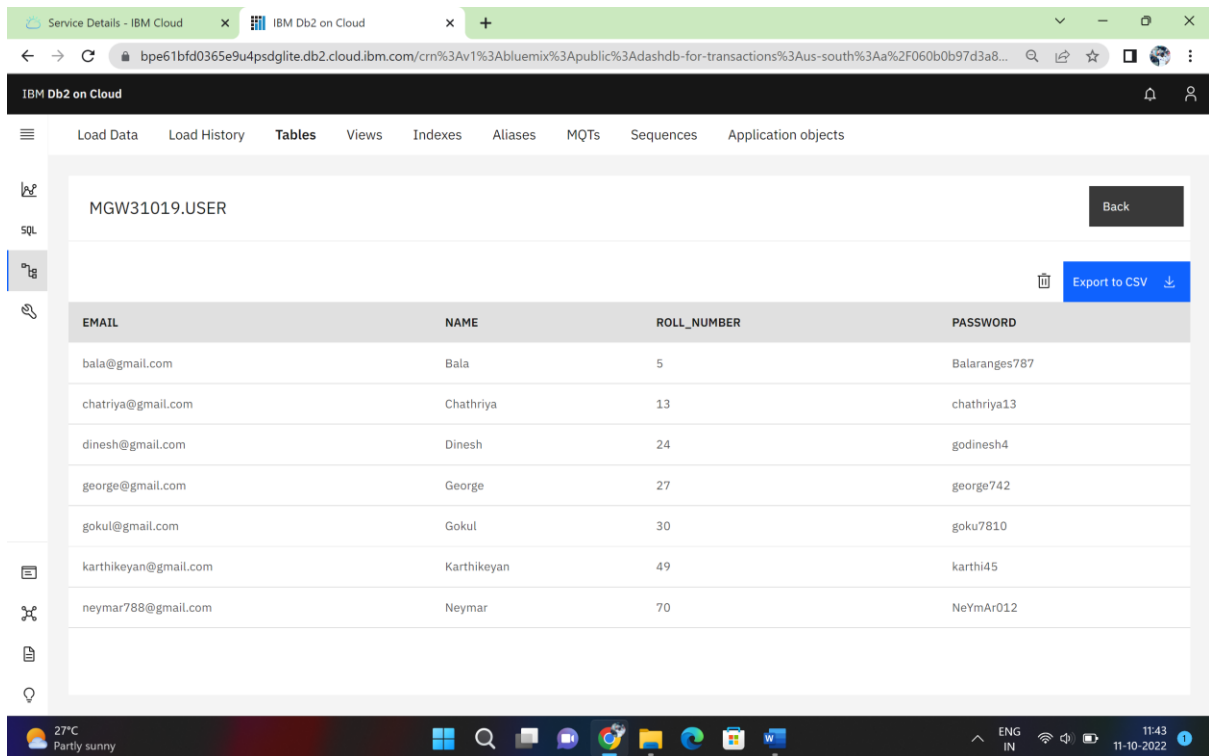 Service Details - IBM Cloud
IBM Db2 on Cloud
bpe61bfd0365e9u4psdglite.db2.cloud.ibm.com/crn%3Av1%3Abluemix%3Apublic%3Adashdb-for-transactions%3Aus-south%3Aa%2F060b0b97d3a8...
IBM Db2 on Cloud
Load Data Load History Tables Views Indexes Aliases MQTs Sequences Application objects
MGW31019.USER
Back
SQL
Export to CSV
EMAIL NAME ROLL_NUMBER PASSWORD
bala@gmail.com Bala 5 Balaranges787
chatriya@gmail.com Chathriya 13 chathriya13
dinesh@gmail.com Dinesh 24 godinesh4
george@gmail.com George 27 george742
gokul@gmail.com Gokul 30 goku7810
karthikeyan@gmail.com Karthikeyan 49 karthi45
neymar788@gmail.com Neymar 70 NeYmAr012
27°C
Partly sunny
W
ENG
IN
11:43
11-10-2022
1